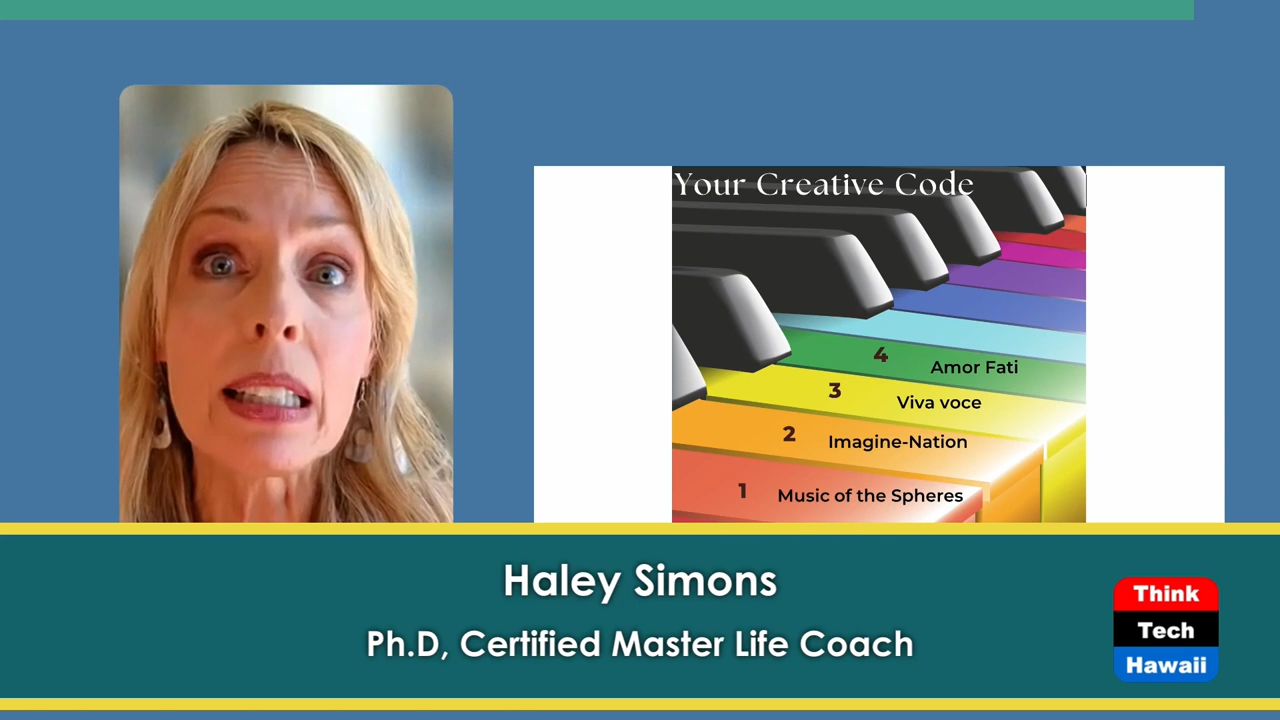 Your Creative Code
4 Amor Fati
3 Viva voce
2 Imagine-Nation
1 Music of the Spheres
Haley Simons
Ph.D, Certified Master Life Coach
Think
Tech
Hawaii